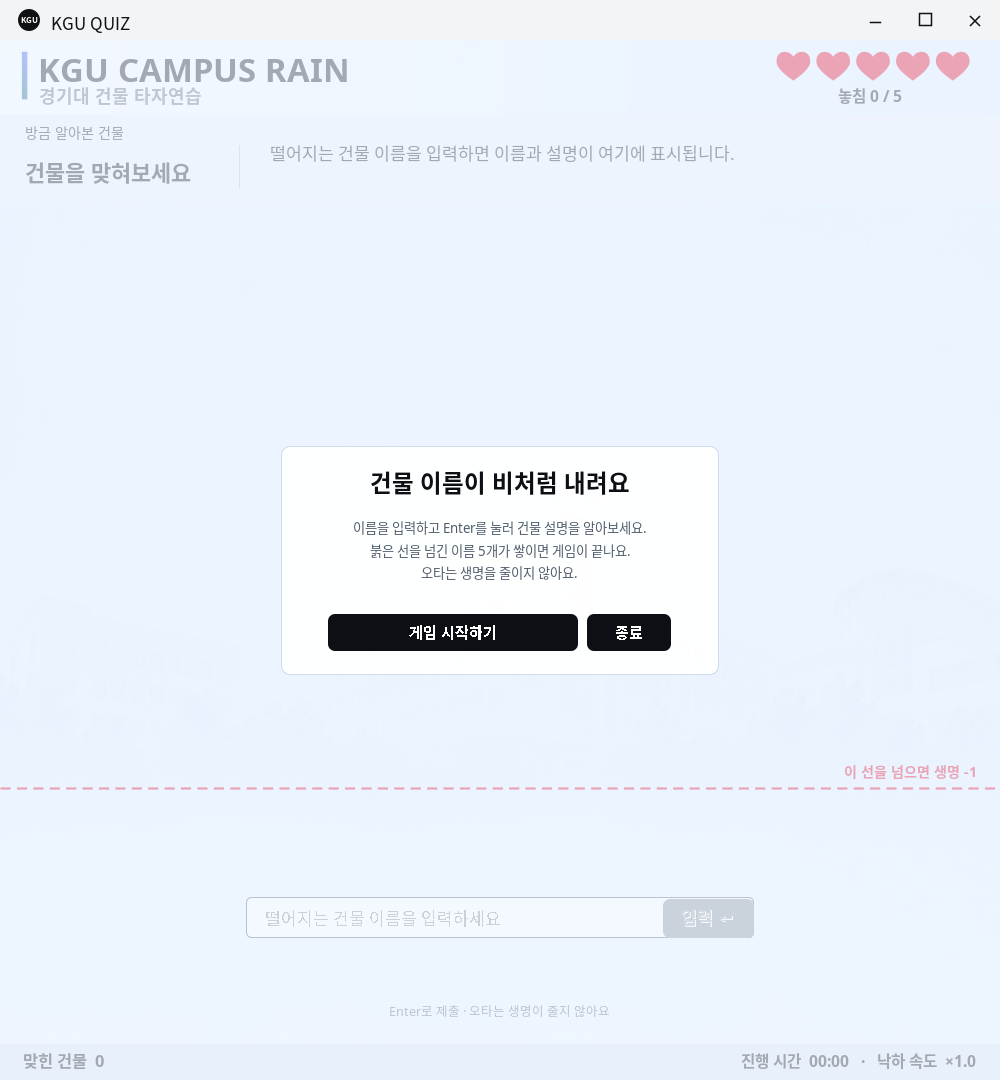 KGU KGU QUIZ
KGU CAMPUS RAIN
경기대 건물 타자연습
놓침 0 / 5
방금 알아본 건물
건물을 맞혀보세요
떨어지는 건물 이름을 입력하면 이름과 설명이 여기에 표시됩니다.
건물 이름이 비처럼 내려요
이름을 입력하고 Enter를 눌러 건물 설명을 알아보세요.
붉은 선을 넘긴 이름 5개가 쌓이면 게임이 끝나요.
오타는 생명을 줄이지 않아요.
게임 시작하기
종료
이 선을 넘으면 생명 -1
떨어지는 건물 이름을 입력하세요
입력 ↵
Enter로 제출 · 오타는 생명이 줄지 않아요
맞힌 건물 0
진행 시간 00:00 · 낙하 속도 ×1.0